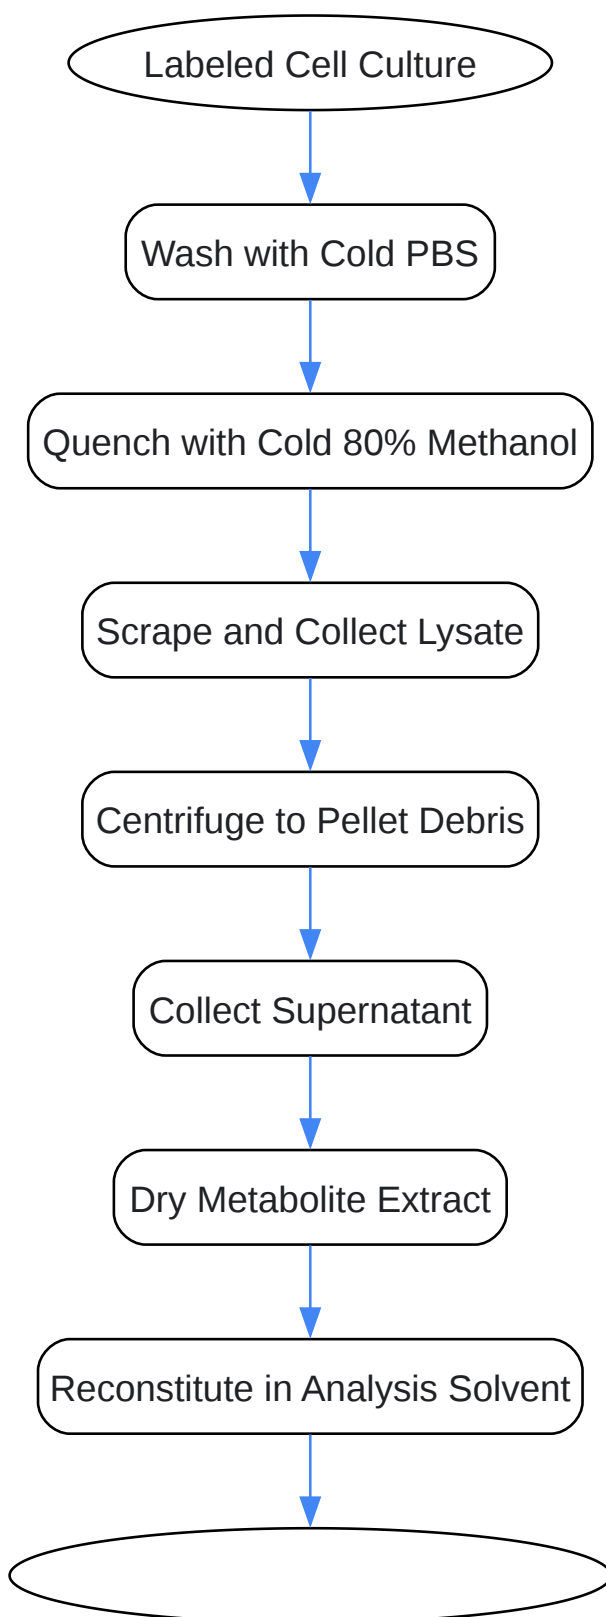 Labeled Cell Culture
Wash with Cold PBS
Quench with Cold 80% Methanol
Scrape and Collect Lysate
Centrifuge to Pellet Debris
Collect Supernatant
Dry Metabolite Extract
Reconstitute in Analysis Solvent